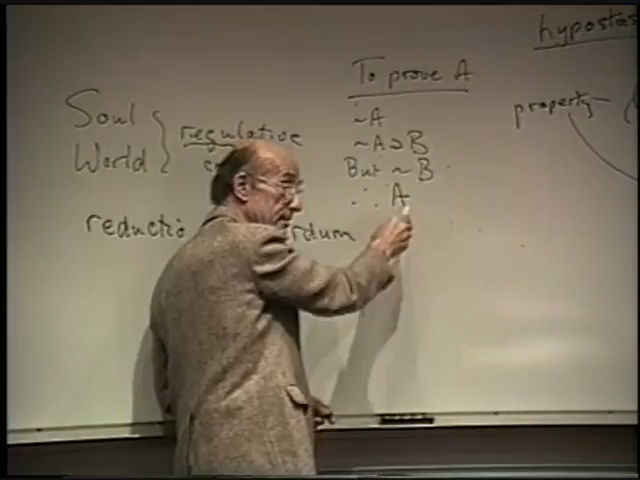 Soul
World
regulative
reductio
rdum
To prove A
~A
~A ⊃ B
But ~B
∴ A
hypostas
property